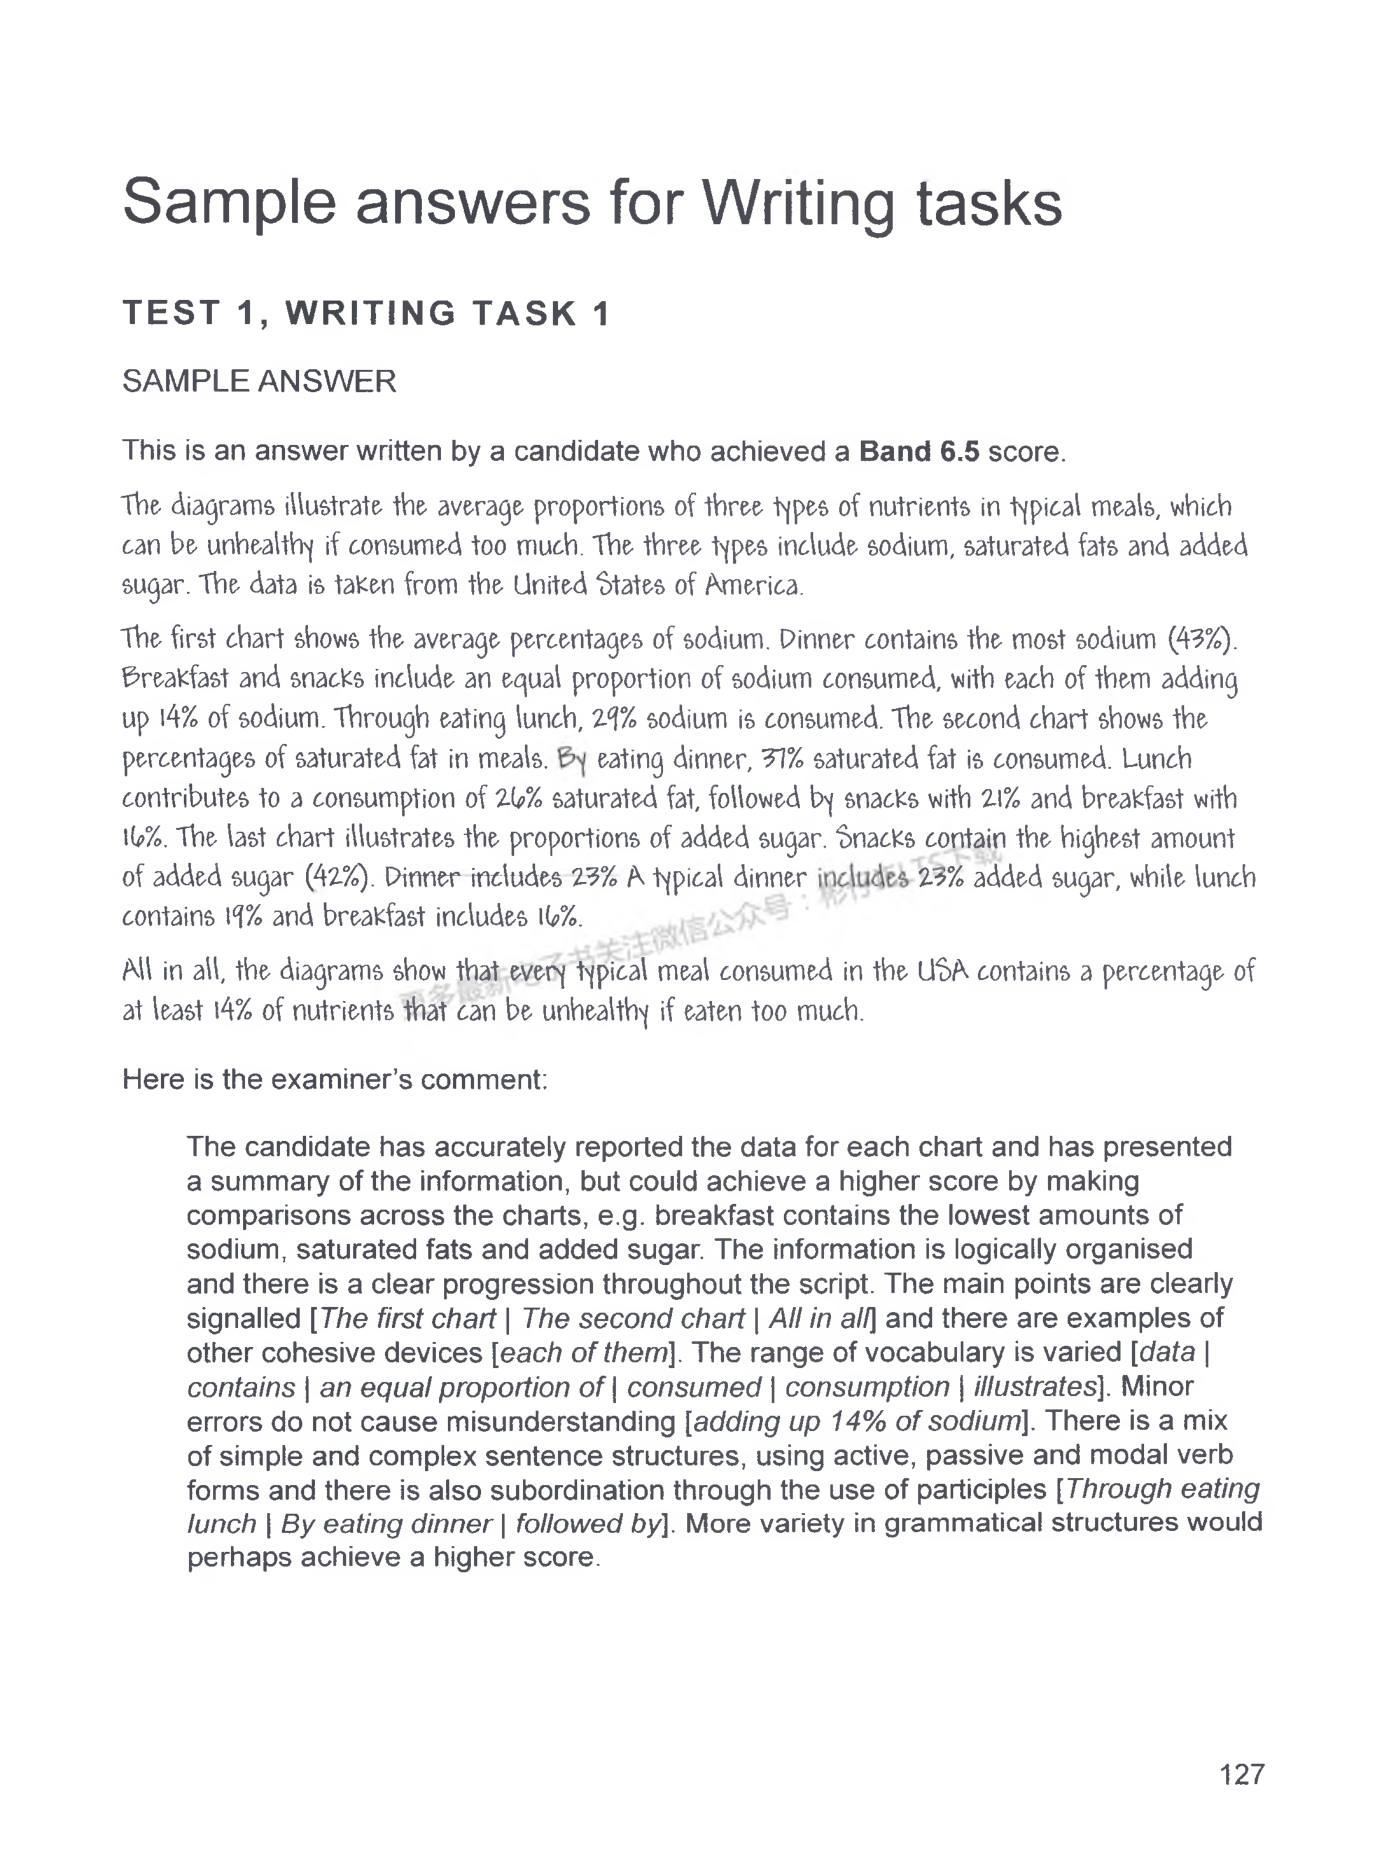 Sample answers for Writing tasks
TEST 1, WRITING TASK 1
SAMPLE ANSWER
This is an answer written by a candidate who achieved a Band 6.5 score.
The diagrams illustrate the average proportions of three types of nutrients in typical meals, which
can be unhealthy if consumed too much. The three types include sodium, saturated fats and added
sugar. The data is taken from the United States of America.
The first chart shows the average percentages of sodium. Dinner contains the most sodium (43%).
Breakfast and snacks include an equal proportion of sodium consumed, with each of them adding
up 14% of sodium. Through eating lunch, 29% sodium is consumed. The second chart shows the
percentages of saturated fat in meals. By eating dinner, 37% saturated fat is consumed. Lunch
contributes to a consumption of 26% saturated fat, followed by snacks with 21% and breakfast with
16%. The last chart illustrates the proportions of added sugar. Snacks contain the highest amount
of added sugar (42%). Dinner includes 23% A typical dinner includes 23% added sugar, while lunch
contains 19% and breakfast includes 16%.
All in all, the diagrams show that every typical meal consumed in the USA contains a percentage of
at least 14% of nutrients that can be unhealthy if eaten too much.
更多最新电子书关注微信公众号：
Here is the examiner's comment:
The candidate has accurately reported the data for each chart and has presented
a summary of the information, but could achieve a higher score by making
comparisons across the charts, e.g. breakfast contains the lowest amounts of
sodium, saturated fats and added sugar. The information is logically organised
and there is a clear progression throughout the script. The main points are clearly
signalled [The first chart | The second chart | All in all] and there are examples of
other cohesive devices [each of them]. The range of vocabulary is varied [data |
contains | an equal proportion of | consumed | consumption | illustrates]. Minor
errors do not cause misunderstanding [adding up 14% of sodium]. There is a mix
of simple and complex sentence structures, using active, passive and modal verb
forms and there is also subordination through the use of participles [Through eating
lunch | By eating dinner | followed by]. More variety in grammatical structures would
perhaps achieve a higher score.
127